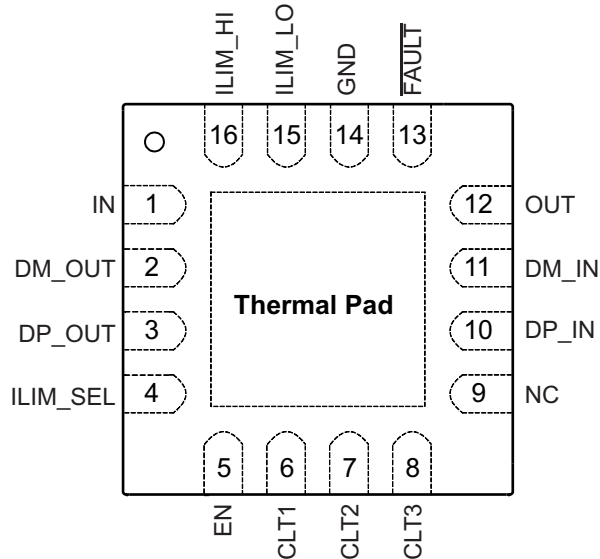 ILIM_HI
ILIM_LO
GND
FAULT
16
15
14
13
IN
1
12
OUT
DM_OUT
2
11
DM_IN
Thermal Pad
DP_OUT
3
10
DP_IN
ILIM_SEL
4
9
NC
5
6
7
8
EN
CLT1
CLT2
CLT3